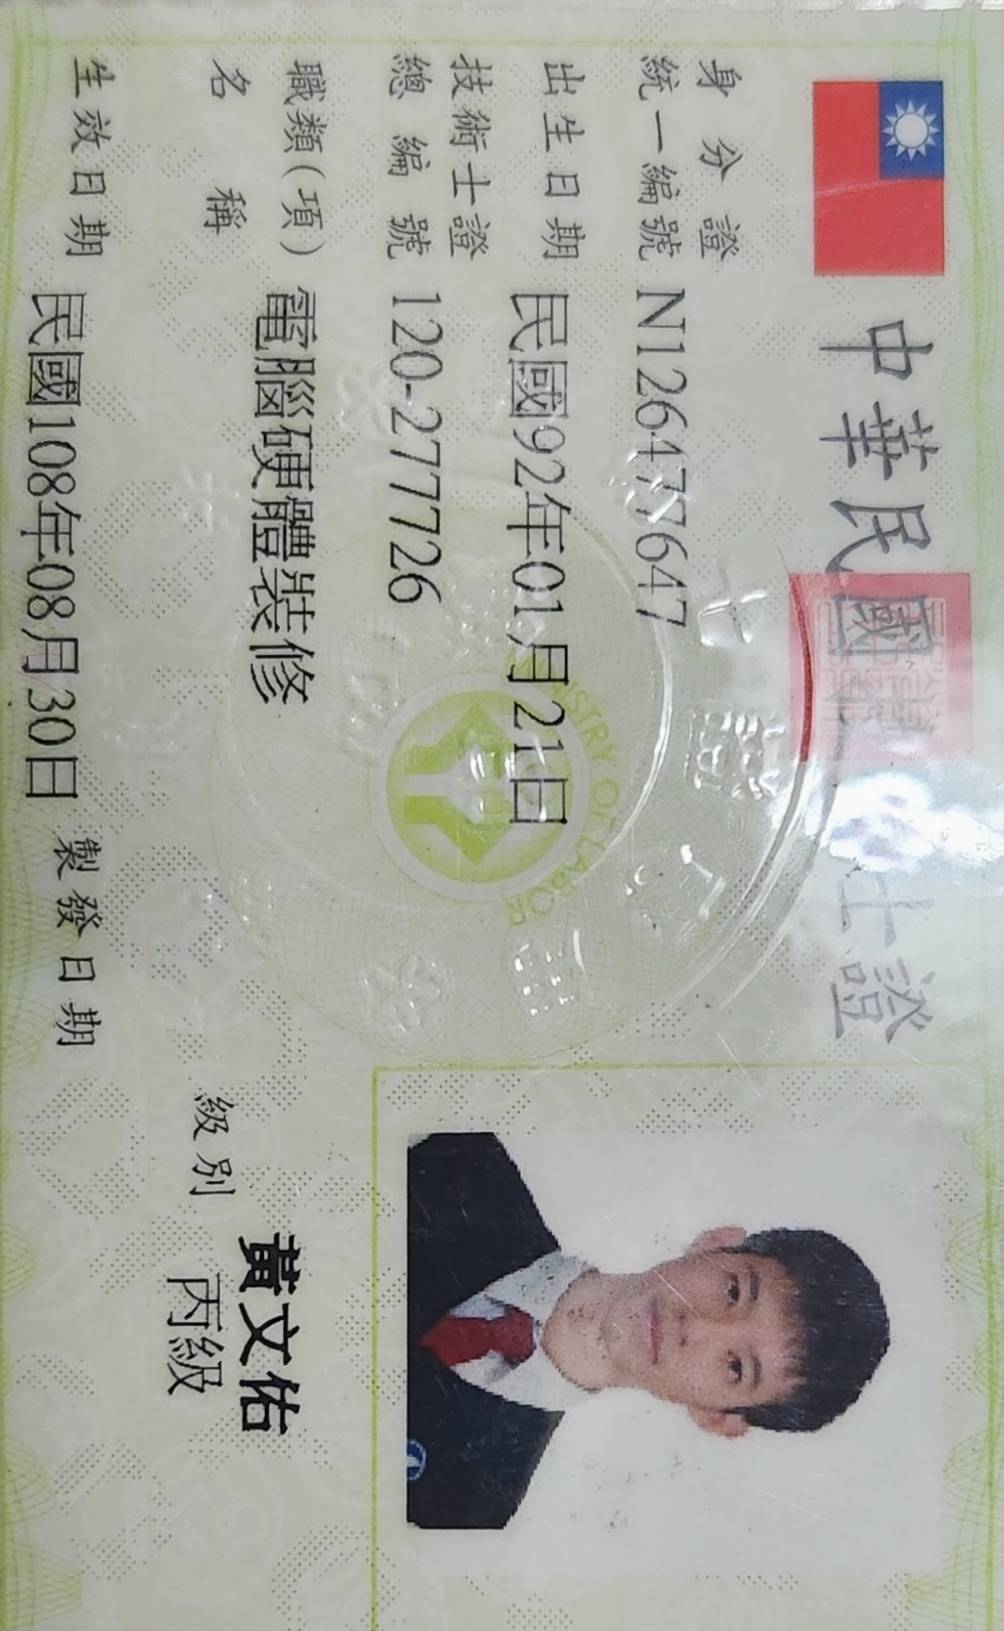 中華民國 士證
身分證
統一編號 N126477647
出生日期 民國92年01月21日
技術士證
總編號 120-277726
職類(項) 電腦硬體裝修
名稱
黃文佑
級別 丙級
生效日期 民國108年08月30日 製發日期
MINISTRY OF LABOR